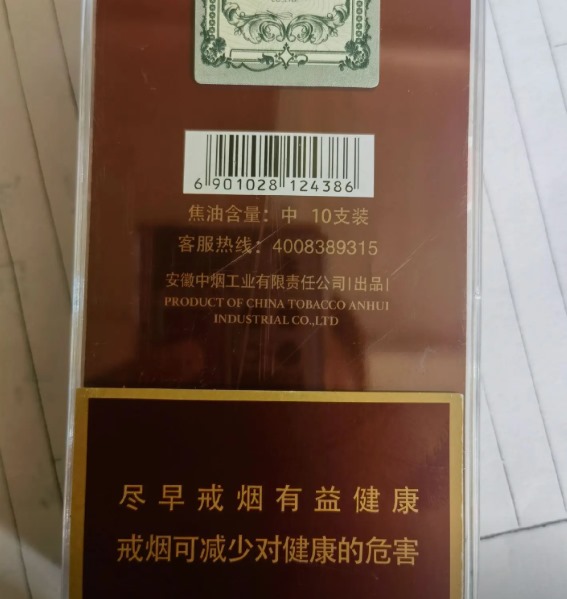 6 901028 124386
焦油含量：中 10支装
客服热线：4008389315
安徽中烟工业有限责任公司|出品|
PRODUCT OF CHINA TOBACCO ANHUI
INDUSTRIAL CO.,LTD
尽早戒烟有益健康
戒烟可减少对健康的危害